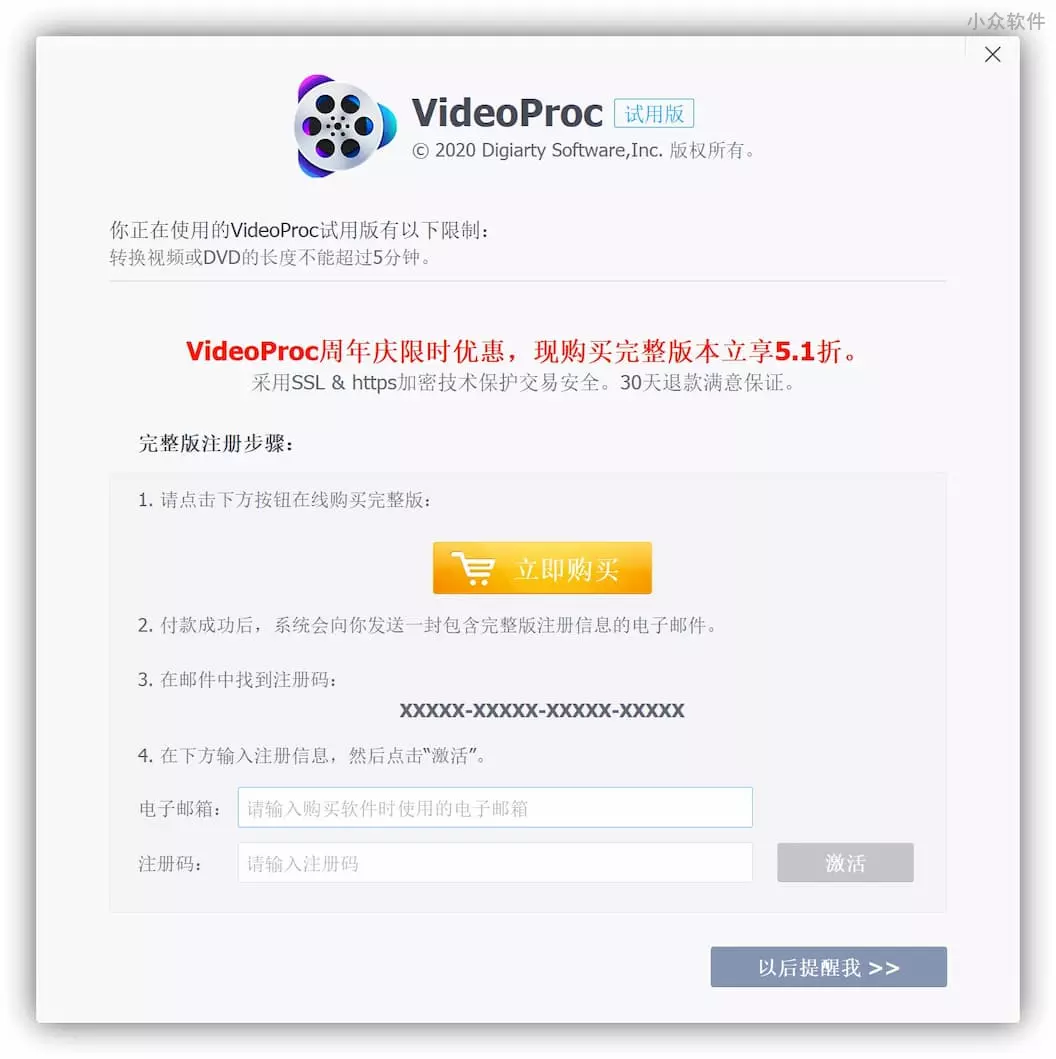 小众软件
VideoProc 试用版
© 2020 Digiarty Software,Inc. 版权所有。
你正在使用的VideoProc试用版有以下限制：
转换视频或DVD的长度不能超过5分钟。
VideoProc周年庆限时优惠，现购买完整版本立享5.1折。
采用SSL & https加密技术保护交易安全。30天退款满意保证。
完整版注册步骤：
1. 请点击下方按钮在线购买完整版：
立即购买
2. 付款成功后，系统会向你发送一封包含完整版注册信息的电子邮件。
3. 在邮件中找到注册码：
XXXXX-XXXXX-XXXXX-XXXXX
4. 在下方输入注册信息，然后点击“激活”。
电子邮箱： 请输入购买软件时使用的电子邮箱
注册码： 请输入注册码 激活
以后提醒我 >>